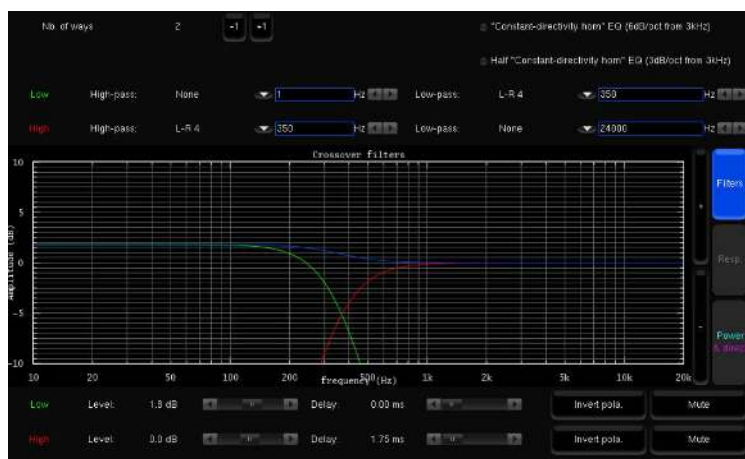 Nb. of ways 2 -1 +1 "Constant-directivity horn" EQ (6dB/oct from 3kHz)
Half "Constant-directivity horn" EQ (3dB/oct from 3kHz)
Low High-pass: None 1 Hz Low-pass: L-R 4 350 Hz
High High-pass: L-R 4 350 Hz Low-pass: None 24000 Hz
Crossover filters
10
Filters
5
+
0
Resp.
amplitude (dB)
-5
-
Power
-10
10 20 50 100 200 500 1k 2k 5k 10k 20k
frequency (Hz)
Low Level: 1.8 dB Delay 0.00 ms Invert pola. Mute
High Level: 0.0 dB Delay 1.75 ms Invert pola. Mute